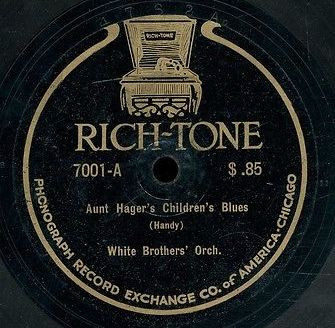 RICH-TONE
RICH-TONE
7001-A $.85
Aunt Hager's Children's Blues
(Handy)
White Brothers' Orch.
PHONOGRAPH RECORD EXCHANGE CO. of AMERICA-CHICAGO